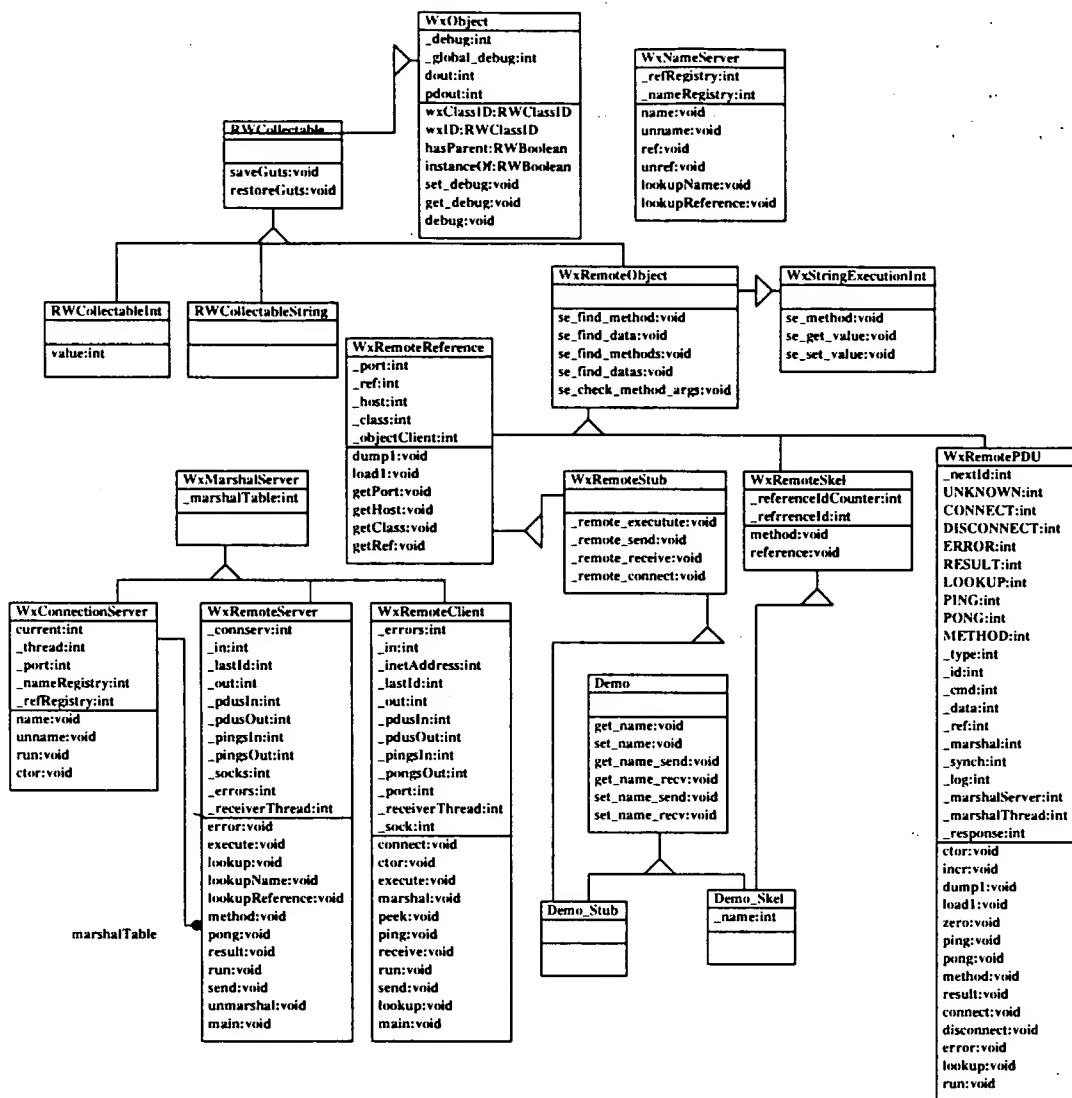 WxObject
_debug:int
_global_debug:int
dout:int
pdout:int
wxClassID:RWClassID
wxID:RWClassID
hasParent:RWBoolean
instanceOf:RWBoolean
set_debug:void
get_debug:void
debug:void
WxNameServer
_refRegistry:int
_nameRegistry:int
name:void
unname:void
ref:void
unref:void
lookupName:void
lookupReference:void
RWCollectable
saveGuts:void
restoreGuts:void
RWCollectableInt
value:int
RWCollectableString
WxRemoteObject
se_find_method:void
se_find_data:void
se_find_methods:void
se_find_datas:void
se_check_method_args:void
WxStringExecutionInt
se_method:void
se_get_value:void
se_set_value:void
WxRemoteReference
_port:int
_ref:int
_host:int
_class:int
_objectClient:int
dump1:void
load1:void
getPort:void
getHost:void
getClass:void
getRef:void
WxMarshalServer
_marshalTable:int
WxRemoteStub
_remote_executute:void
_remote_send:void
_remote_receive:void
_remote_connect:void
WxRemoteSkel
_referenceIdCounter:int
_refrrenceId:int
method:void
reference:void
WxRemotePDU
_nextId:int
UNKNOWN:int
CONNECT:int
DISCONNECT:int
ERROR:int
RESULT:int
LOOKUP:int
PING:int
PONG:int
METHOD:int
_type:int
_id:int
_cmd:int
_data:int
_ref:int
_marshal:int
_synch:int
_log:int
_marshalServer:int
_marshalThread:int
_response:int
ctor:void
incr:void
dump1:void
load1:void
zero:void
ping:void
pong:void
method:void
result:void
connect:void
disconnect:void
error:void
lookup:void
run:void
WxConnectionServer
current:int
_thread:int
_port:int
_nameRegistry:int
_refRegistry:int
name:void
unname:void
run:void
ctor:void
WxRemoteServer
_connserv:int
_in:int
_lastId:int
_out:int
_pdusIn:int
_pdusOut:int
_pingsIn:int
_pingsOut:int
_socks:int
_errors:int
_receiverThread:int
error:void
execute:void
lookup:void
lookupName:void
lookupReference:void
method:void
pong:void
result:void
run:void
send:void
unmarshal:void
main:void
WxRemoteClient
_errors:int
_in:int
_inetAddress:int
_lastId:int
_out:int
_pdusIn:int
_pdusOut:int
_pingsIn:int
_pongsOut:int
_port:int
_receiverThread:int
_sock:int
connect:void
ctor:void
execute:void
marshal:void
peek:void
ping:void
receive:void
run:void
send:void
lookup:void
main:void
Demo
get_name:void
set_name:void
get_name_send:void
get_name_recv:void
set_name_send:void
set_name_recv:void
Demo_Stub
Demo_Skel
_name:int
marshalTable